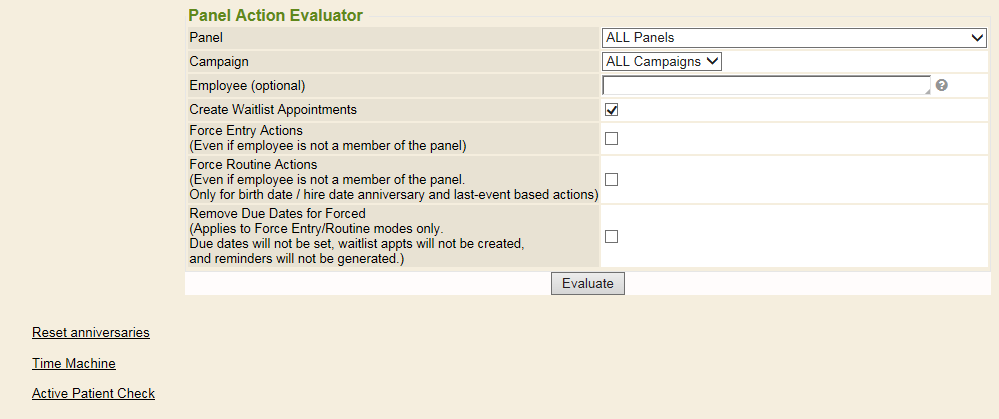 Panel Action Evaluator
Panel
ALL Panels
Campaign
ALL Campaigns
Employee (optional)
?
Create Waitlist Appointments
Force Entry Actions
(Even if employee is not a member of the panel)
Force Routine Actions
(Even if employee is not a member of the panel.
Only for birth date / hire date anniversary and last-event based actions)
Remove Due Dates for Forced
(Applies to Force Entry/Routine modes only.
Due dates will not be set, waitlist appts will not be created,
and reminders will not be generated.)
Evaluate
Reset anniversaries
Time Machine
Active Patient Check